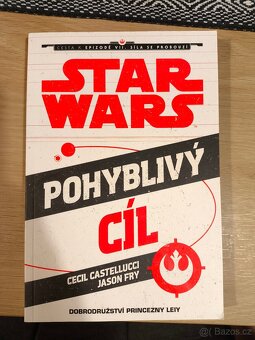 CESTA K EPIZODĚ VII: SÍLA SE PROBOUZÍ
STAR
WARS
POHYBLIVÝ
CÍL
CECIL CASTELLUCCI
JASON FRY
DOBRODRUŽSTVÍ PRINCEZNY LEIY
Bazos.cz